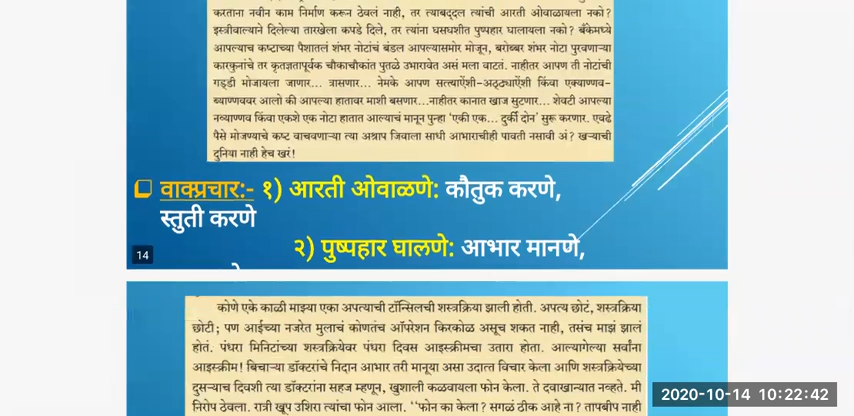 करताना नवीन काम निर्माण करून ठेवलं नाही, तर त्याबद्दल त्यांची आरती ओवाळायला नको?
इस्त्रीवाल्याने दिलेल्या तारखेला कपडे दिले, तर त्यांना घसघशीत पुष्पहार घालायला नको? बँकेमध्ये
आपल्याच कष्टाच्या पैशातलं शंभर नोटांचं बंडल आपल्यासमोर मोजून, बरोब्बर शंभर नोटा पुरवणाऱ्या
कारकुनांचे तर कृतज्ञतापूर्वक चौकाचौकांत पुतळे उभारावेत असं मला वाटतं. नाहीतर आपण ती नोटांची
गड्डी मोजायला जाणार... त्रासणार... नेमके आपण सत्त्याऐंशी-अठ्ठ्याऐंशी किंवा एक्याण्णव-
ब्याण्णववर आलो की आपल्या हातावर माशी बसणार...नाहीतर कानात खाज सुटणार... शेवटी आपल्या
नव्याण्णव किंवा एकशे एक नोटा हातात आल्याचं मानून पुन्हा 'एकी एक... दुर्की दोन' सुरू करणार. एवढे
पैसे मोजण्याचे कष्ट वाचवणाऱ्या त्या अश्राप जिवाला साधी आभाराचीही पावती नसावी अं? खऱ्याची
दुनिया नाही हेच खरं!
वाक्प्रचार:- १) आरती ओवाळणे: कौतुक करणे,
स्तुती करणे
२) पुष्पहार घालणे: आभार मानणे,
14
कोणे एके काळी माझ्या एका अपत्याची टॉन्सिलची शस्त्रक्रिया झाली होती. अपत्य छोटं, शस्त्रक्रिया
छोटी; पण आईच्या नजरेत मुलाचं कोणतंच ऑपरेशन किरकोळ असूच शकत नाही, तसंच माझं झालं
होतं. पंधरा मिनिटांच्या शस्त्रक्रियेवर पंधरा दिवस आइस्क्रीमचा उतारा होता. आल्यागेल्या सर्वांना
आइस्क्रीम! बिचाऱ्या डॉक्टरांचे निदान आभार तरी मानूया असा उदात्त विचार केला आणि शस्त्रक्रियेच्या
दुसऱ्याच दिवशी त्या डॉक्टरांना सहज म्हणून, खुशाली कळवायला फोन केला. ते दवाखान्यात नव्हते. मी
निरोप ठेवला. रात्री खूप उशिरा त्यांचा फोन आला. ''फोन का केला? सगळं ठीक आहे ना? तापबीप नाही
2020-10-14 10:22:42